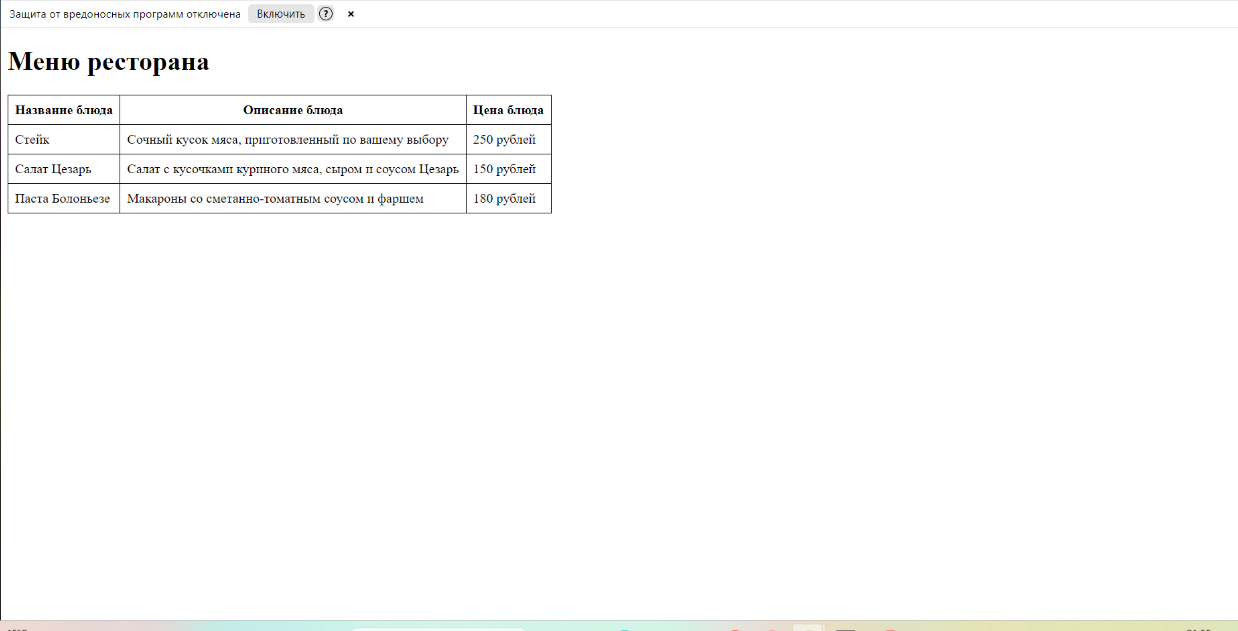 Защита от вредоносных программ отключена Включить ? ×
Меню ресторана
Название блюда Описание блюда Цена блюда
Стейк Сочный кусок мяса, приготовленный по вашему выбору 250 рублей
Салат Цезарь Салат с кусочками куриного мяса, сыром и соусом Цезарь 150 рублей
Паста Болоньезе Макароны со сметанно-томатным соусом и фаршем 180 рублей